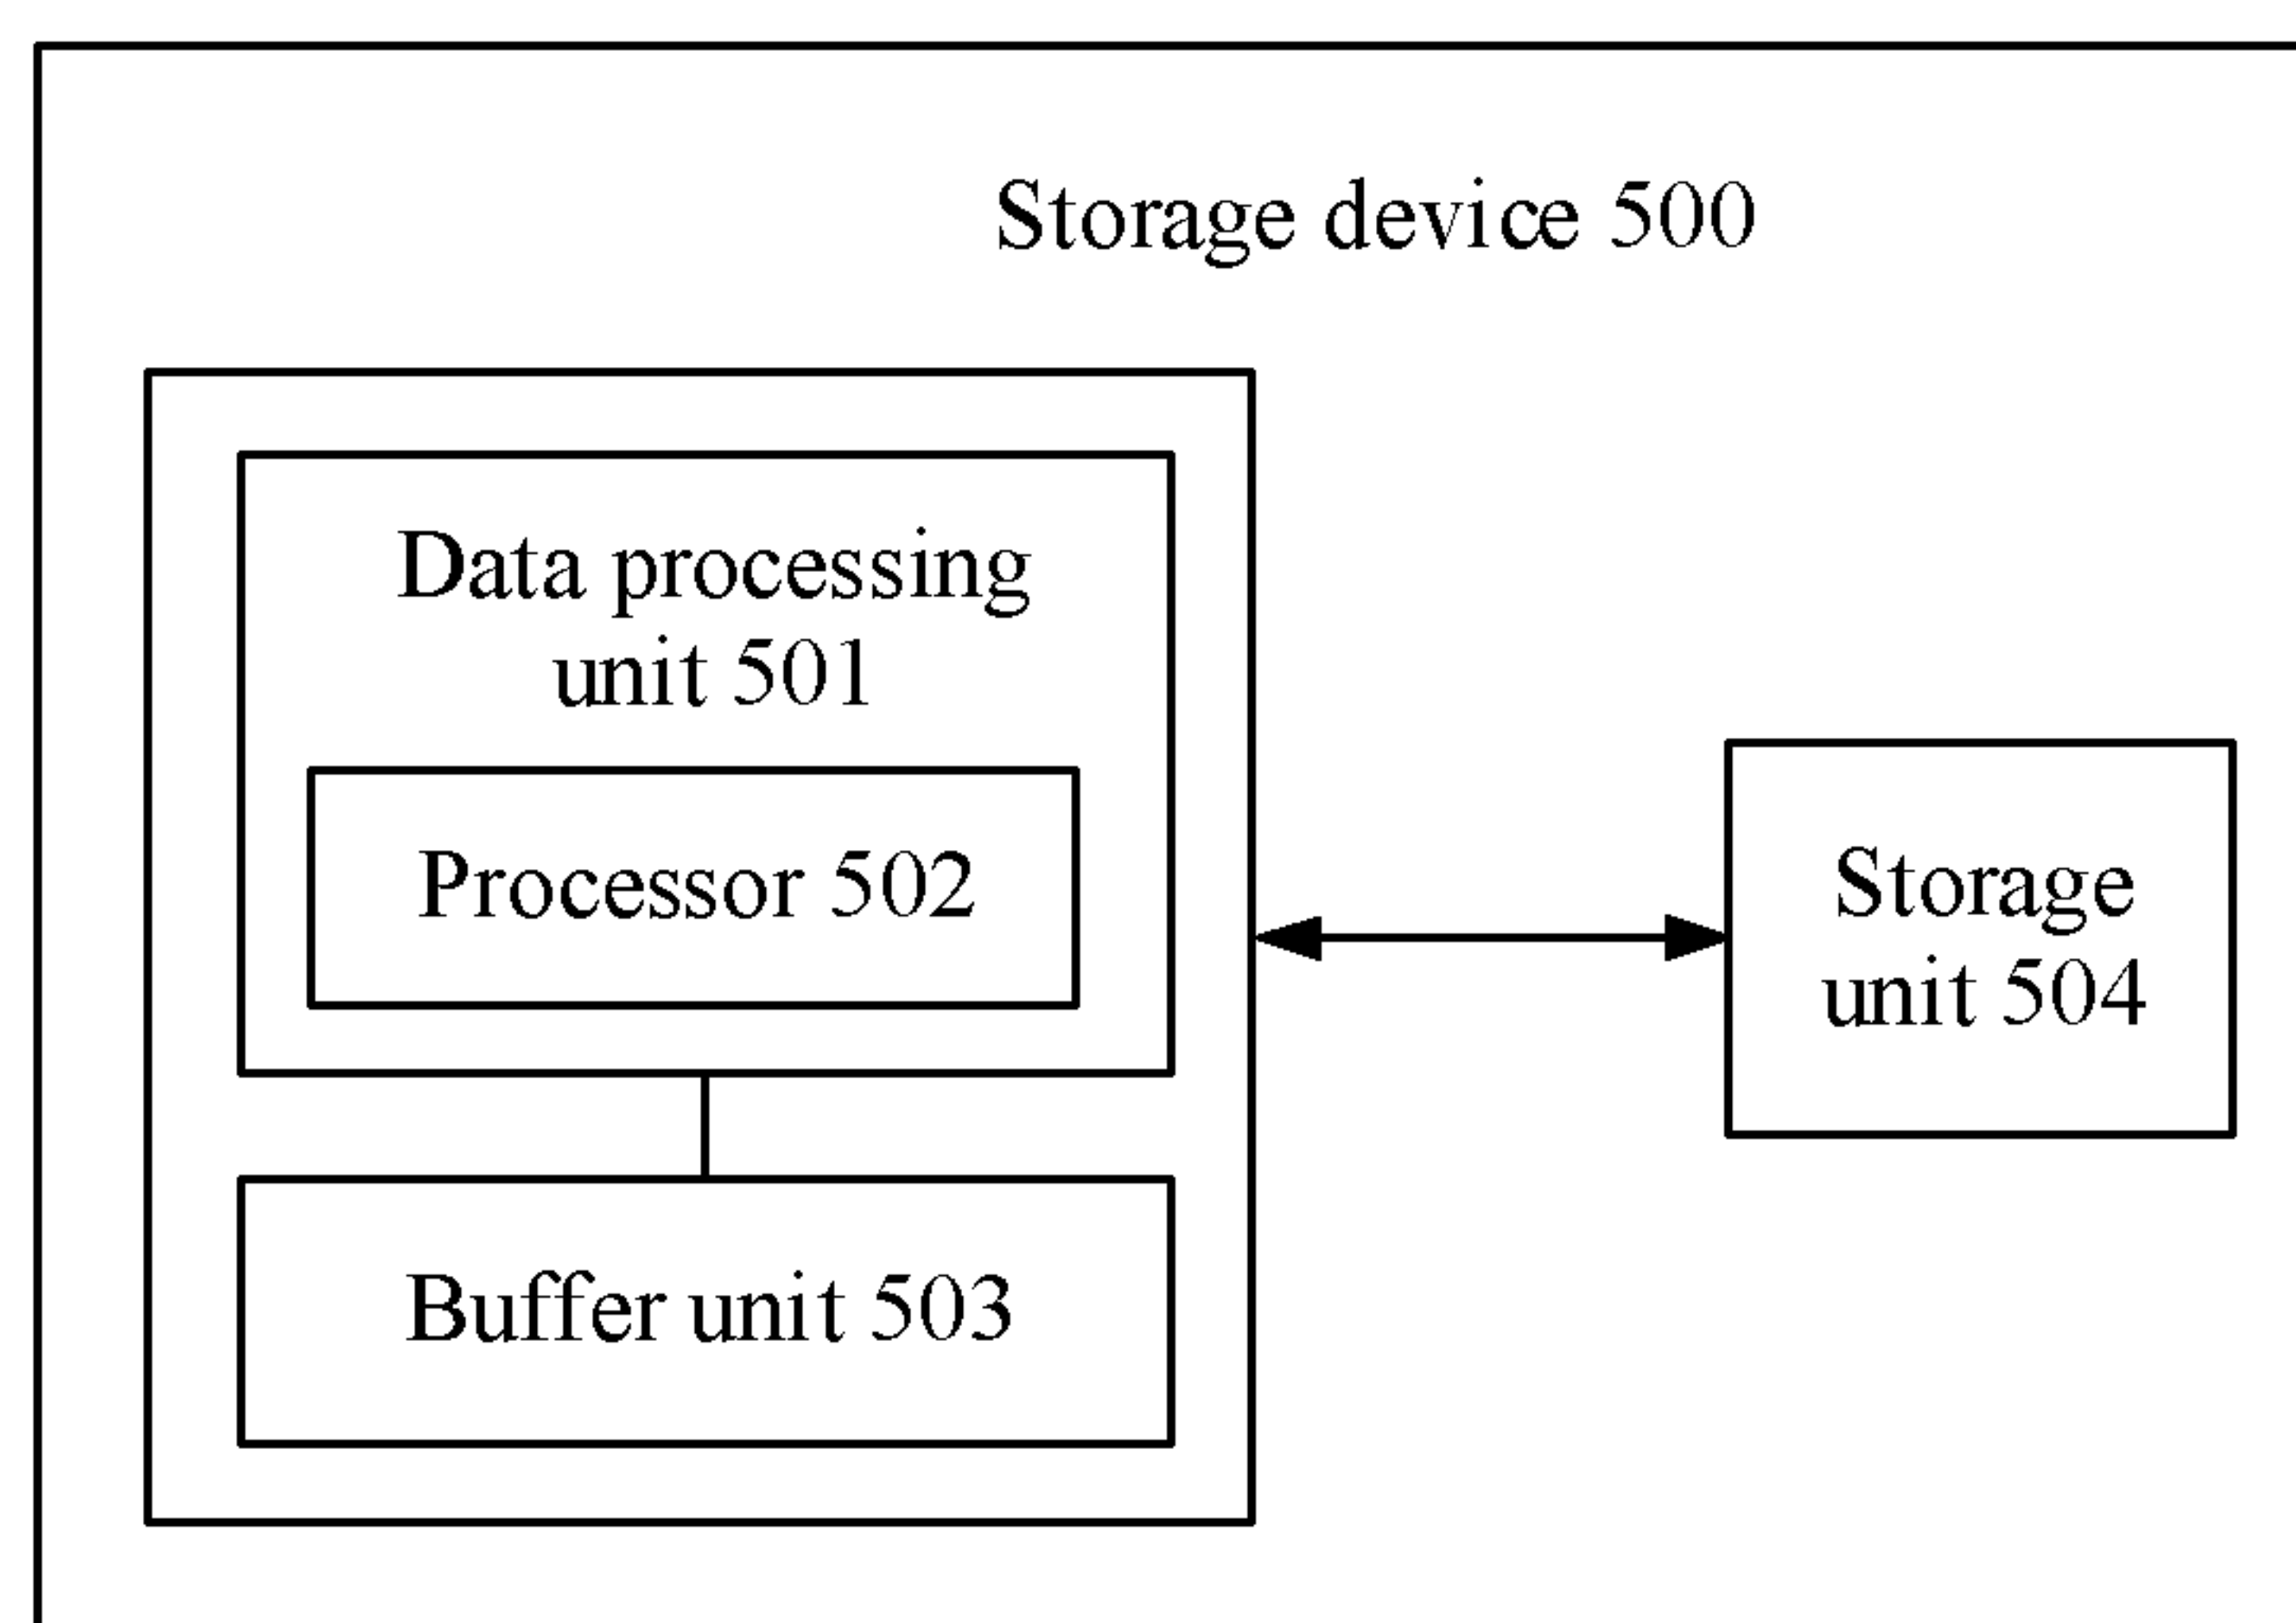 Storage device 500
Data processing
unit 501
Processor 502
Storage
unit 504
Buffer unit 503